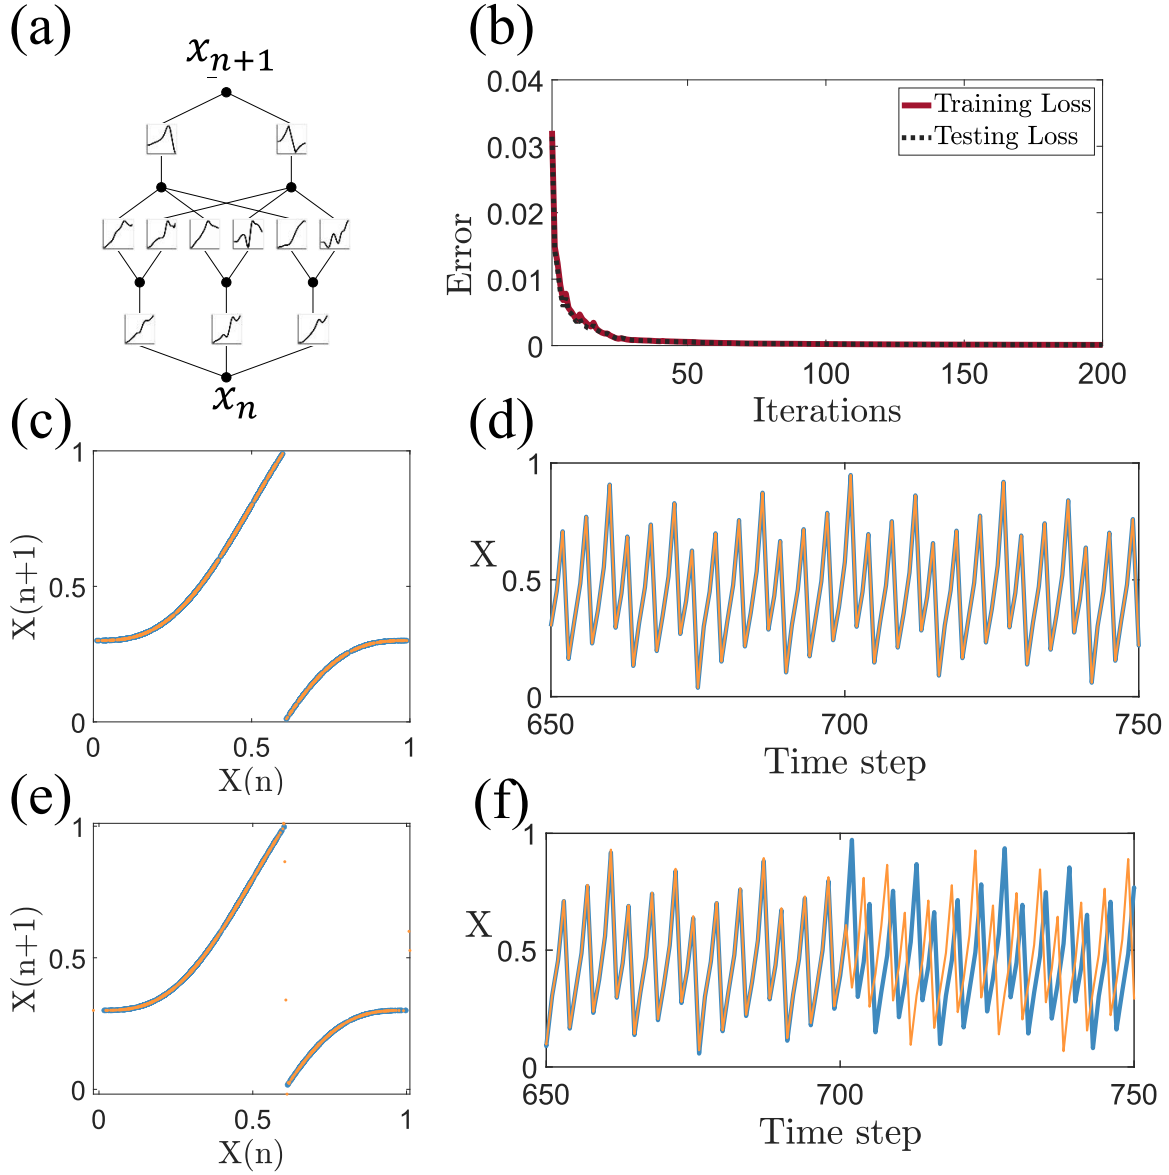 (a)
x_{n+1}
x_n
(b)
0.04
0.03
0.02
0.01
0
Error
50 100 150 200
Iterations
Training Loss
Testing Loss
(c)
1
0.5
0
X(n+1)
0 0.5 1
X(n)
(d)
1
0.5
0
X
650 700 750
Time step
(e)
1
0.5
0
X(n+1)
0 0.5 1
X(n)
(f)
1
0.5
0
X
650 700 750
Time step